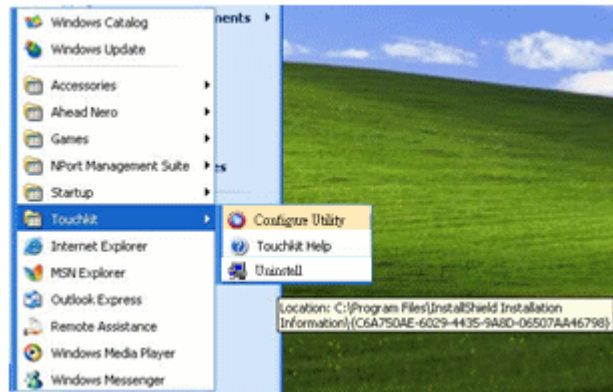 Windows Catalog
Windows Update
Accessories
Ahead Nero
Games
NPort Management Suite
Startup
Touchkit
Internet Explorer
MSN Explorer
Outlook Express
Remote Assistance
Windows Media Player
Windows Messenger
ments
es
Configure Utility
Touchkit Help
Uninstell
Location: C:\Program Files\InstallShield Installation
Information\{C6A750AE-6029-4435-9A8D-06507AA46798}